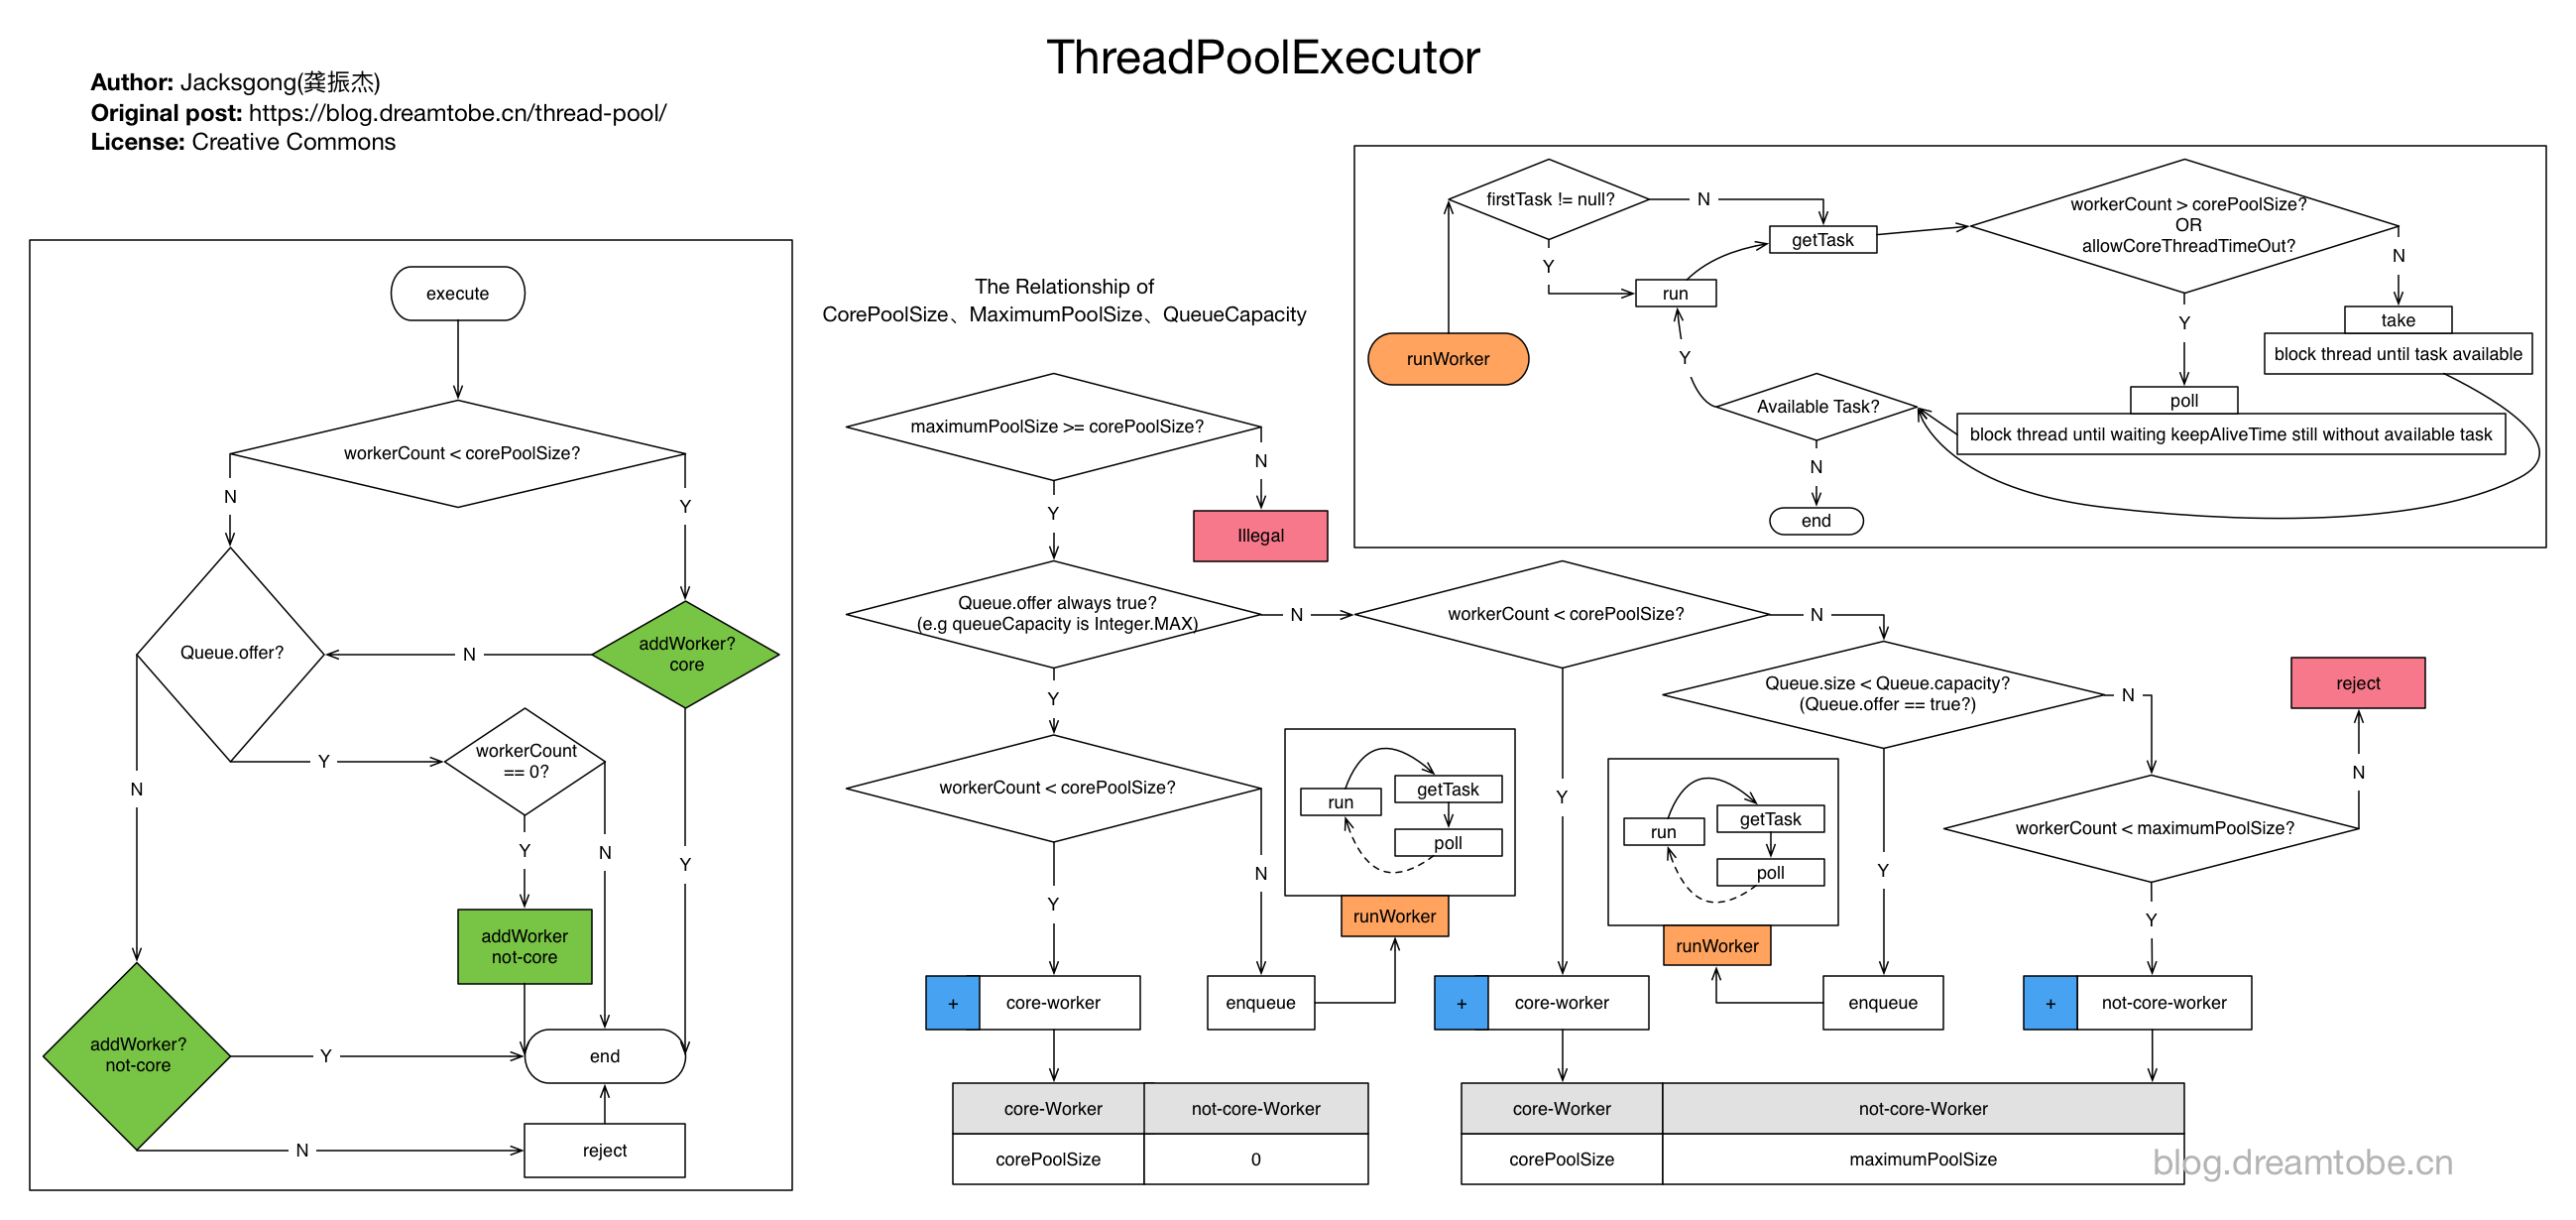 ThreadPoolExecutor
Author: Jacksgong(龚振杰)
Original post: https://blog.dreamtobe.cn/thread-pool/
License: Creative Commons
execute
workerCount < corePoolSize?
N
Y
Queue.offer?
N
addWorker?
core
Y
workerCount
== 0?
N
Y
N
Y
addWorker
not-core
addWorker?
not-core
Y
end
N
reject
The Relationship of
CorePoolSize、MaximumPoolSize、QueueCapacity
maximumPoolSize >= corePoolSize?
N
Y
Illegal
Queue.offer always true?
(e.g queueCapacity is Integer.MAX)
N
workerCount < corePoolSize?
N
Y
Queue.size < Queue.capacity?
(Queue.offer == true?)
N
reject
workerCount < corePoolSize?
run
getTask
poll
Y
run
getTask
poll
N
workerCount < maximumPoolSize?
N
Y
Y
runWorker
runWorker
Y
+
core-worker
enqueue
+
core-worker
enqueue
+
not-core-worker
core-Worker
not-core-Worker
corePoolSize
0
core-Worker
not-core-Worker
corePoolSize
maximumPoolSize
firstTask != null?
N
getTask
workerCount > corePoolSize?
OR
allowCoreThreadTimeOut?
Y
N
run
take
block thread until task available
Y
runWorker
Y
poll
block thread until waiting keepAliveTime still without available task
Available Task?
N
end
blog.dreamtobe.cn